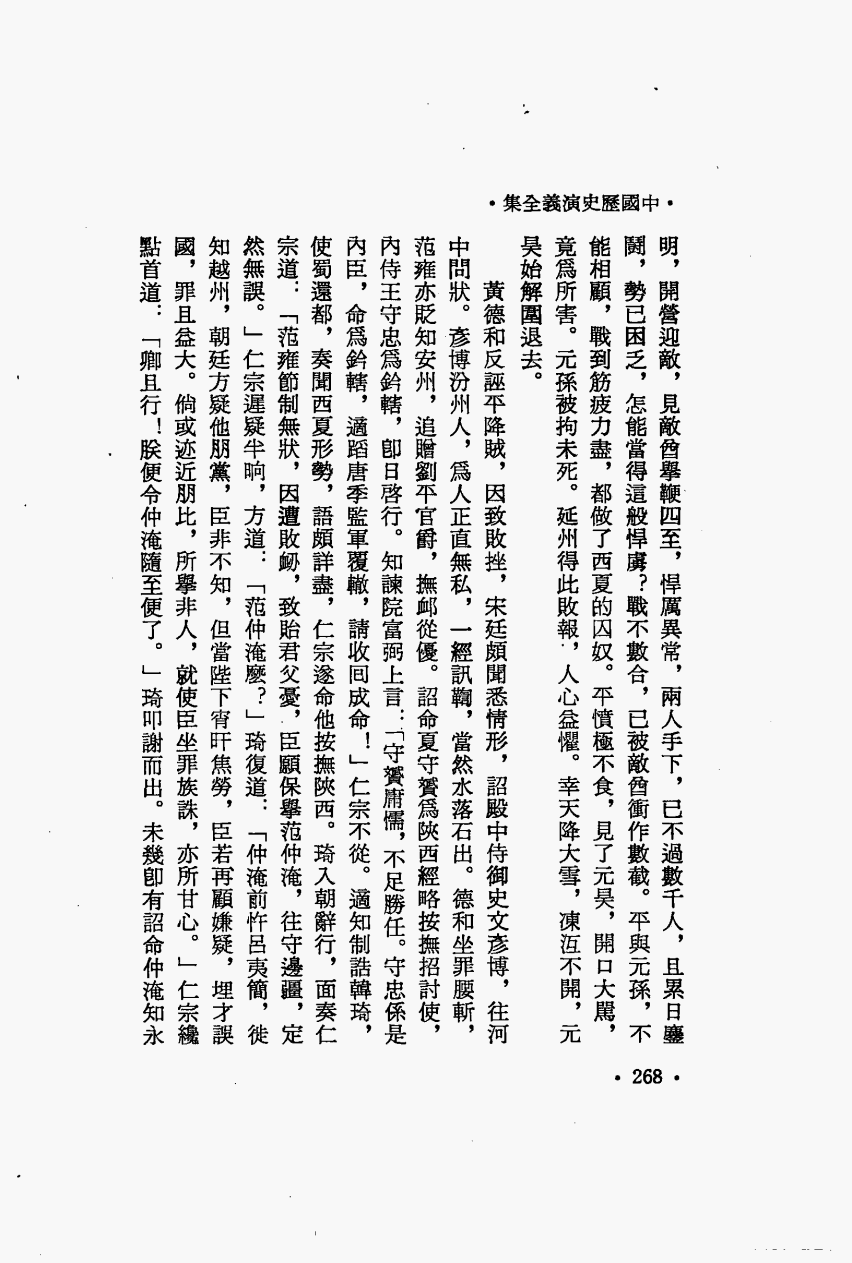 ・中國歷史演義全集・
明，開營迎敵，見敵酋舉鞭四至，悍厲異常，兩人手下，已不過數千人，且累日鏖
鬪，勢已困乏，怎能當得這般悍虜？戰不數合，已被敵酋衝作數截。平與元孫，不
能相顧，戰到筋疲力盡，都做了西夏的囚奴。平憤極不食，見了元昊，開口大駡，
竟爲所害。元孫被拘未死。延州得此敗報，人心益懼。幸天降大雪，凍沍不開，元
昊始解圍退去。
黃德和反誣平降賊，因致敗挫，宋廷頗聞悉情形，詔殿中侍御史文彥博，往河
中問狀。彥博汾州人，爲人正直無私，一經訊鞫，當然水落石出。德和坐罪腰斬，
范雍亦貶知安州，追贈劉平官爵，撫卹從優。詔命夏守贇爲陝西經略按撫招討使，
內侍王守忠爲鈐轄，卽日啓行。知諫院富弼上言：「守贇庸懦，不足勝任。守忠係是
內臣，命爲鈐轄，適蹈唐季監軍覆轍，請收回成命！」仁宗不從。適知制誥韓琦，
使蜀還都，奏聞西夏形勢，語頗詳盡，仁宗遂命他按撫陝西。琦入朝辭行，面奏仁
宗道：「范雍節制無狀，因遭敗衂，致貽君父憂，臣願保舉范仲淹，往守邊疆，定
然無誤。」仁宗遲疑半晌，方道：「范仲淹麽？」琦復道：「仲淹前忤呂夷簡，徙
知越州，朝廷方疑他朋黨，臣非不知，但當陛下宵旰焦勞，臣若再顧嫌疑，埋才誤
國，罪且益大。倘或迹近朋比，所舉非人，就使臣坐罪族誅，亦所甘心。」仁宗纔
點首道：「卿且行！朕便令仲淹隨至便了。」琦叩謝而出。未幾卽有詔命仲淹知永
・268・